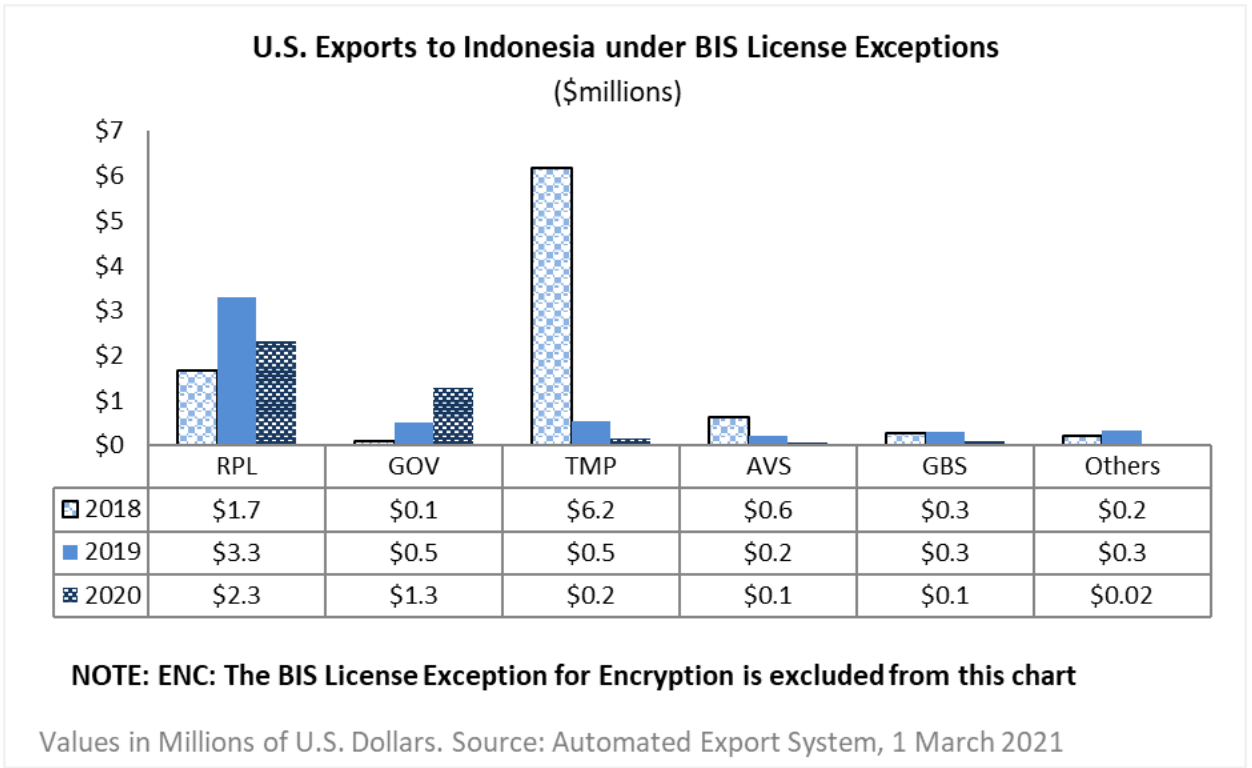 U.S. Exports to Indonesia under BIS License Exceptions
($millions)
$7
$6
$5
$4
$3
$2
$1
$0
RPL GOV TMP AVS GBS Others
2018 $1.7 $0.1 $6.2 $0.6 $0.3 $0.2
2019 $3.3 $0.5 $0.5 $0.2 $0.3 $0.3
2020 $2.3 $1.3 $0.2 $0.1 $0.1 $0.02
NOTE: ENC: The BIS License Exception for Encryption is excluded from this chart
Values in Millions of U.S. Dollars. Source: Automated Export System, 1 March 2021